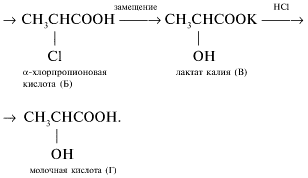 → CH₃CHCOOH замещение → CH₃CHCOOK HCl →
Cl OH
α-хлорпропионовая лактат калия (В)
кислота (Б)
→ CH₃CHCOOH.
OH
молочная кислота (Г)